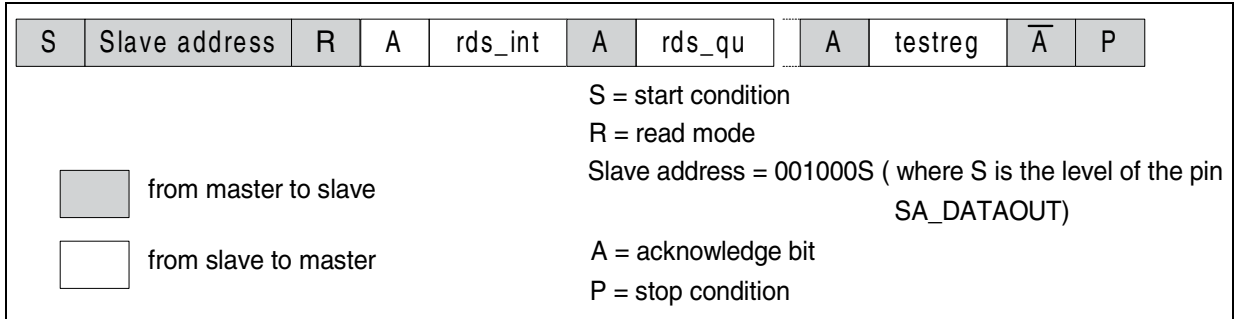 S Slave address R A rds_int A rds_qu A testreg A̅ P
S = start condition
R = read mode
Slave address = 001000S ( where S is the level of the pin
SA_DATAOUT)
from master to slave
from slave to master
A = acknowledge bit
P = stop condition